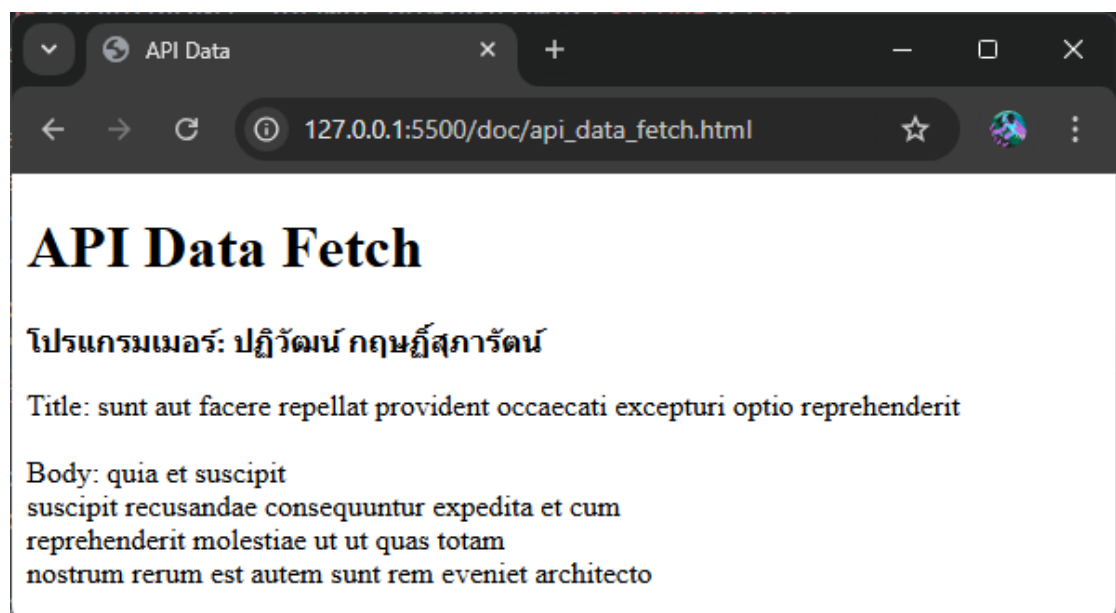 API Data
127.0.0.1:5500/doc/api_data_fetch.html
API Data Fetch
โปรแกรมเมอร์: ปฏิวัฒน์ กฤษฏิ์สุภารัตน์
Title: sunt aut facere repellat provident occaecati excepturi optio reprehenderit
Body: quia et suscipit
suscipit recusandae consequuntur expedita et cum
reprehenderit molestiae ut ut quas totam
nostrum rerum est autem sunt rem eveniet architecto